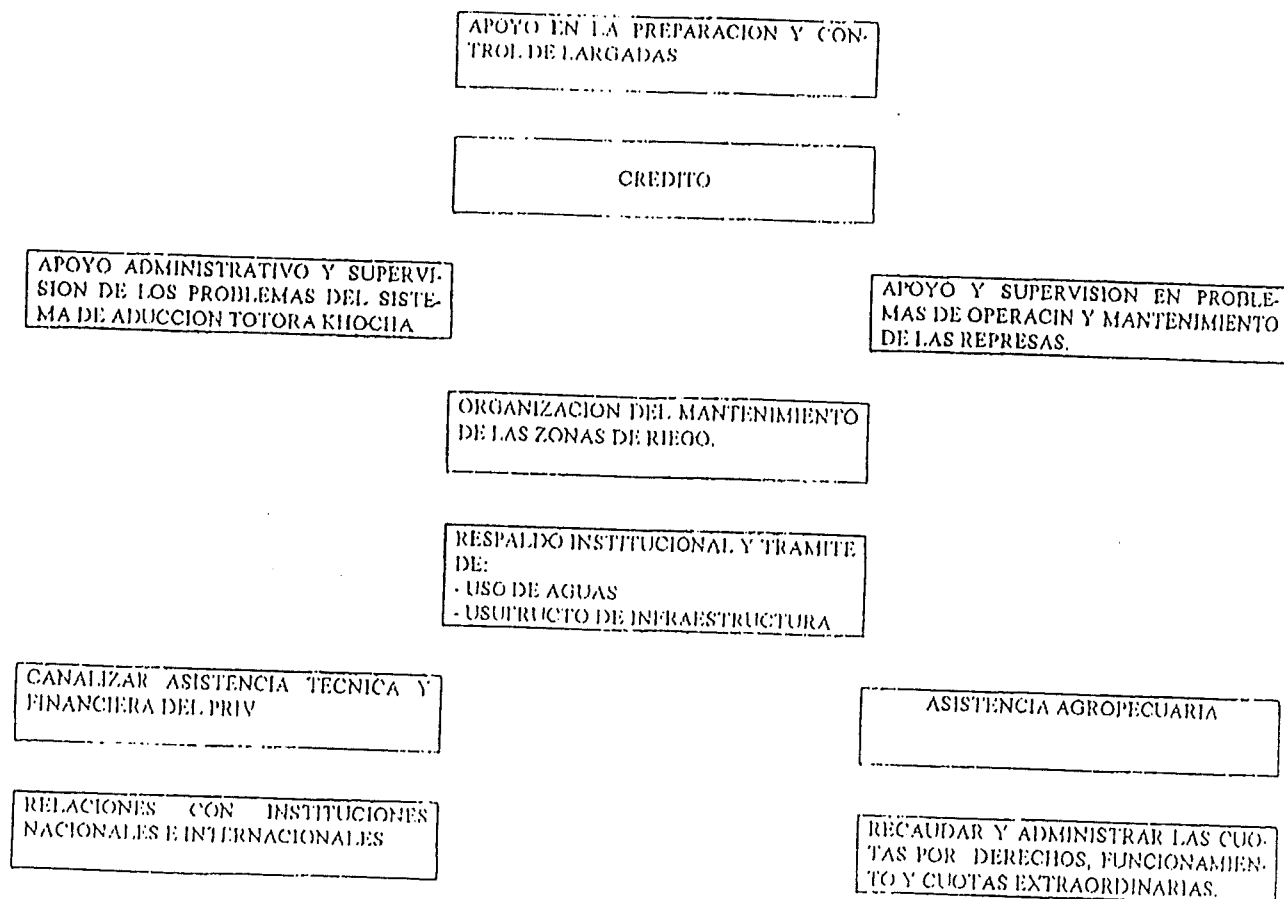 APOYO EN LA PREPARACION Y CON-
TROL DE LARGADAS
CREDITO
APOYO ADMINISTRATIVO Y SUPERVI-
SION DE LOS PROBLEMAS DEL SISTE-
MA DE ADUCCION TOTORA KHOCHA
APOYO Y SUPERVISION EN PROBLE-
MAS DE OPERACIN Y MANTENIMIENTO
DE LAS REPRESAS.
ORGANIZACION DEL MANTENIMIENTO
DE LAS ZONAS DE RIEGO.
RESPALDO INSTITUCIONAL Y TRAMITE
DE:
- USO DE AGUAS
- USUFRUCTO DE INFRAESTRUCTURA
CANALIZAR ASISTENCIA TECNICA Y
FINANCIERA DEL PRIV
ASISTENCIA AGROPECUARIA
RELACIONES CON INSTITUCIONES
NACIONALES E INTERNACIONALES
RECAUDAR Y ADMINISTRAR LAS CUO-
TAS POR DERECHOS, FUNCIONAMIEN-
TO Y CUOTAS EXTRAORDINARIAS.